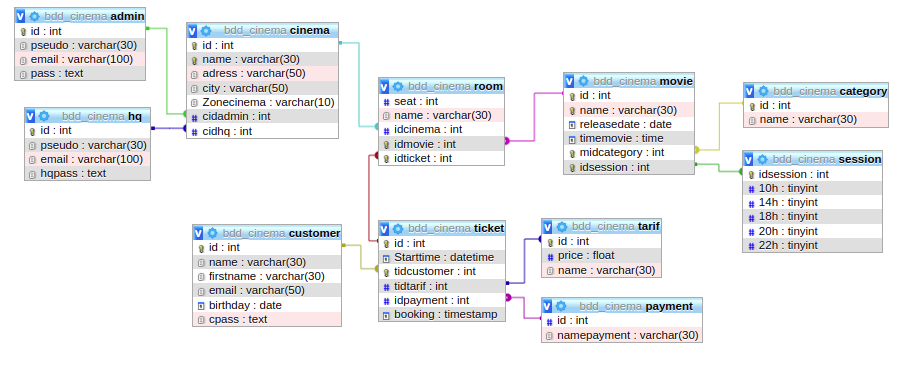 V bdd_cinema admin
id : int
pseudo : varchar(30)
email : varchar(100)
pass : text
V bdd_cinema hq
id : int
pseudo : varchar(30)
email : varchar(100)
hqpass : text
V bdd_cinema cinema
id : int
name : varchar(30)
adress : varchar(50)
city : varchar(50)
Zonecinema : varchar(10)
# cidadmin : int
# cidhq : int
V bdd_cinema room
# seat : int
name : varchar(30)
idcinema : int
idmovie : int
idticket : int
V bdd_cinema movie
id : int
name : varchar(30)
releasedate : date
timemovie : time
midcategory : int
idsession : int
V bdd_cinema category
id : int
name : varchar(30)
V bdd_cinema session
idsession : int
# 10h : tinyint
# 14h : tinyint
# 18h : tinyint
# 20h : tinyint
# 22h : tinyint
V bdd_cinema customer
id : int
name : varchar(30)
firstname : varchar(30)
email : varchar(50)
birthday : date
cpass : text
V bdd_cinema ticket
id : int
Starttime : datetime
tidcustomer : int
# tidtarif : int
# idpayment : int
booking : timestamp
V bdd_cinema tarif
id : int
# price : float
name : varchar(30)
V bdd_cinema payment
# id : int
namepayment : varchar(30)